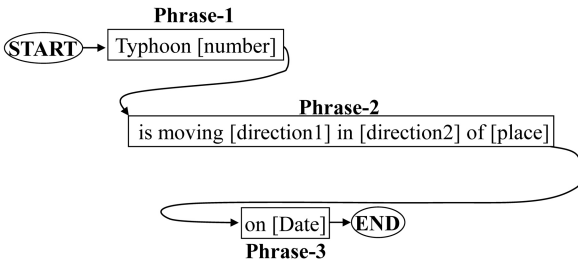 Phrase-1
START
Typhoon [number]
Phrase-2
is moving [direction1] in [direction2] of [place]
on [Date]
END
Phrase-3